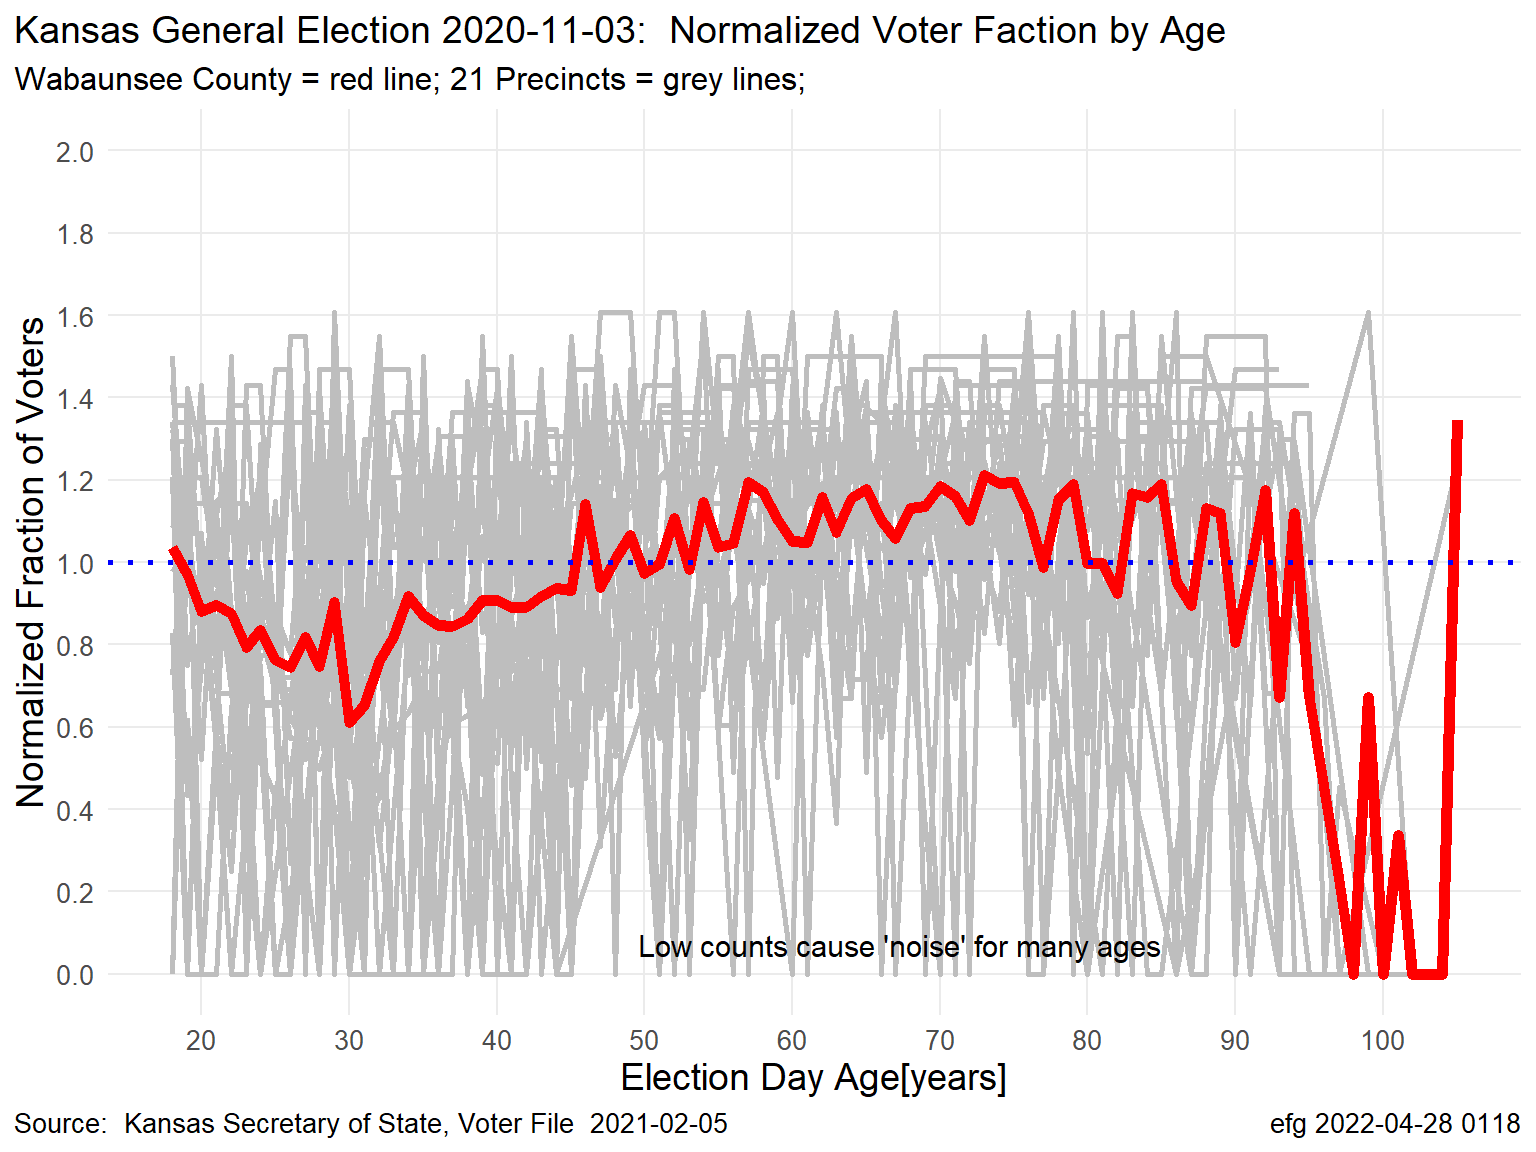 Kansas General Election 2020-11-03:  Normalized Voter Faction by Age
Wabaunsee County = red line; 21 Precincts = grey lines;
Normalized Fraction of Voters
2.0
1.8
1.6
1.4
1.2
1.0
0.8
0.6
0.4
0.2
0.0
Low counts cause 'noise' for many ages
20 30 40 50 60 70 80 90 100
Election Day Age[years]
Source:  Kansas Secretary of State, Voter File  2021-02-05
efg 2022-04-28 0118